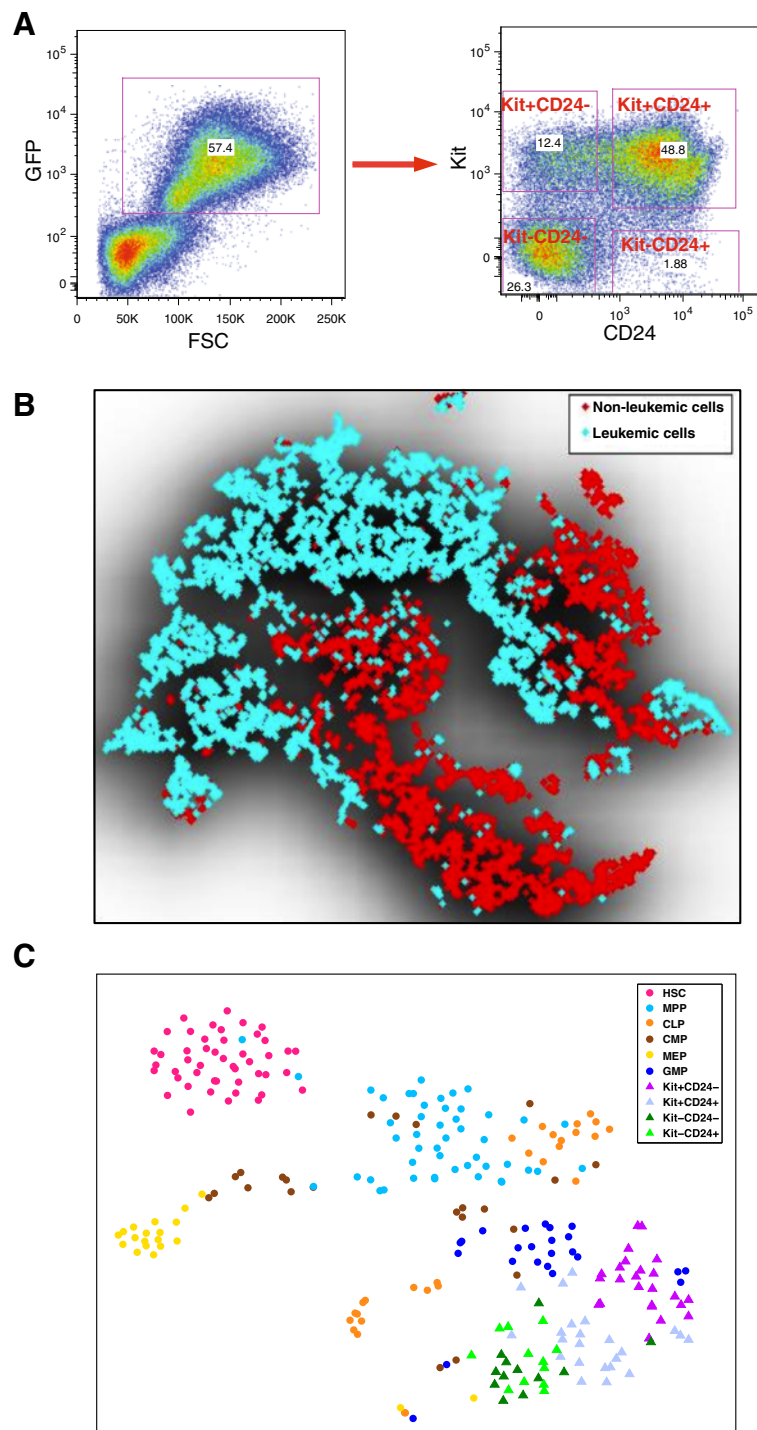 A
GFP
10^5
10^4
10^3
10^2
0
57.4
0 50K 100K 150K 200K 250K
FSC
Kit
10^5
10^4
10^3
0
Kit+CD24- Kit+CD24+
12.4 48.8
Kit-CD24- Kit-CD24+
1.88
26.3
0 10^3 10^4 10^5
CD24
B
Non-leukemic cells
Leukemic cells
C
HSC
MPP
CLP
CMP
MEP
GMP
Kit+CD24−
Kit+CD24+
Kit−CD24−
Kit−CD24+